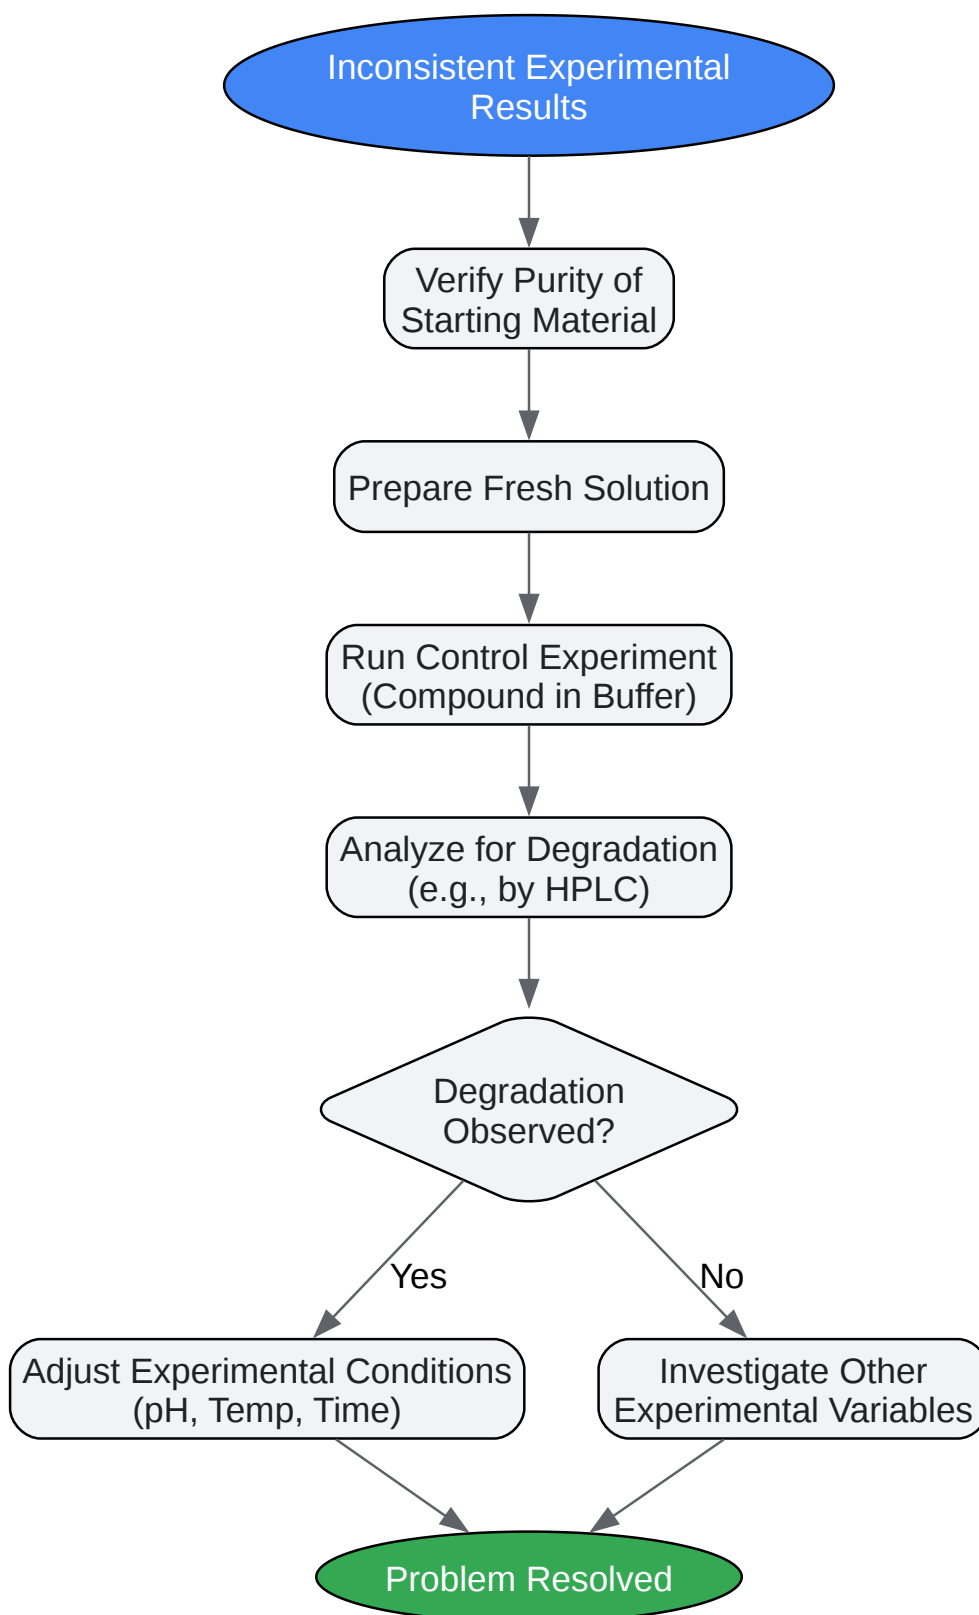 Inconsistent Experimental
Results
Verify Purity of
Starting Material
Prepare Fresh Solution
Run Control Experiment
(Compound in Buffer)
Analyze for Degradation
(e.g., by HPLC)
Degradation
Observed?
Yes
No
Adjust Experimental Conditions
(pH, Temp, Time)
Investigate Other
Experimental Variables
Problem Resolved